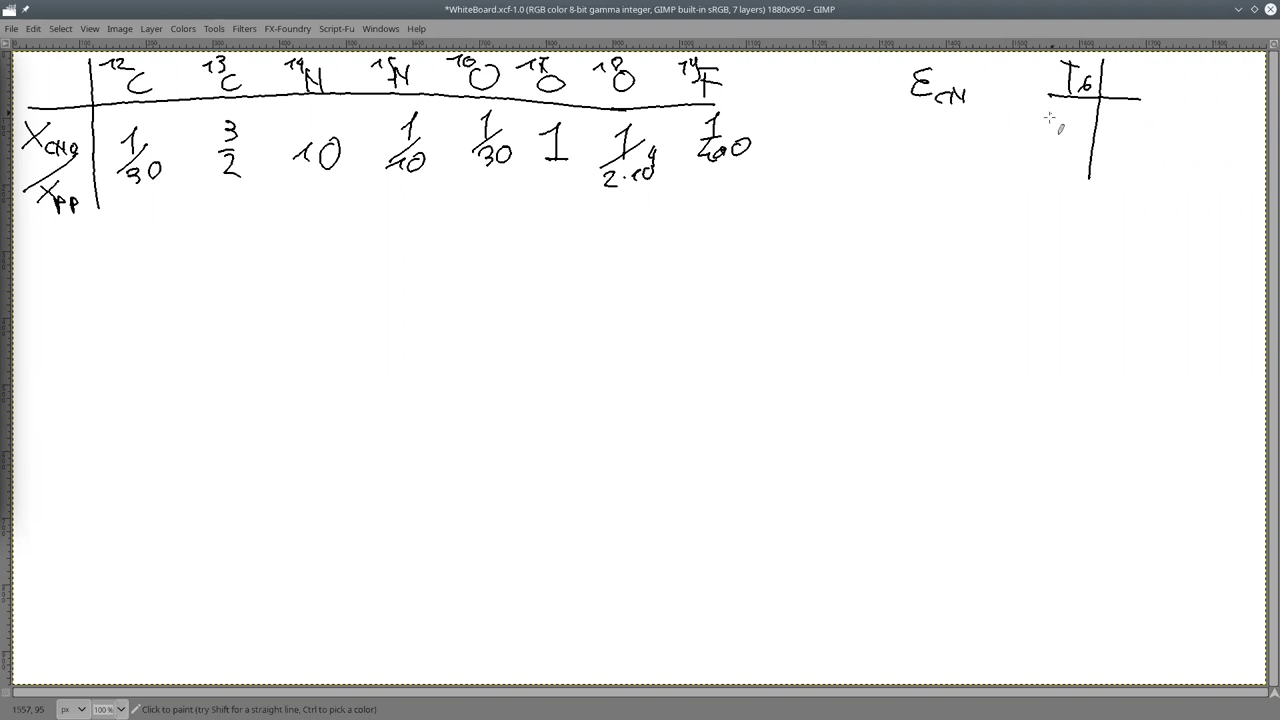 *WhiteBoard.xcf-1.0 (RGB color 8-bit gamma integer, GIMP built-in sRGB, 7 layers) 1880x950 – GIMP
File Edit Select View Image Layer Colors Tools Filters FX-Foundry Script-Fu Windows Help
12C 13C 14N 15N 16O 17O 18O 19F
εCN T6
XCNO/XPP 1/30 3/2 10 1/10 1/30 1 1/2·10⁴ 1/100
1557, 95 px 100 % Click to paint (try Shift for a straight line, Ctrl to pick a color)